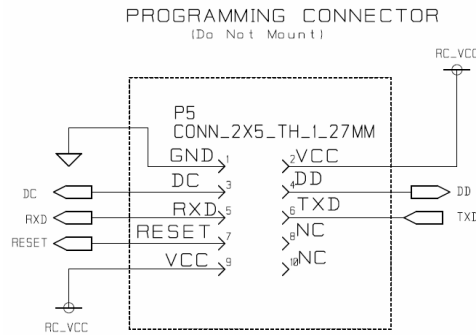 PROGRAMMING CONNECTOR
(Do Not Mount)
RC_VCC
P5
CONN_2X5_TH_1_27MM
GND 1 2 VCC
DC DC 3 4 DD DD
RXD RXD 5 6 TXD TXD
RESET RESET 7 8 NC
VCC 9 10 NC
RC_VCC